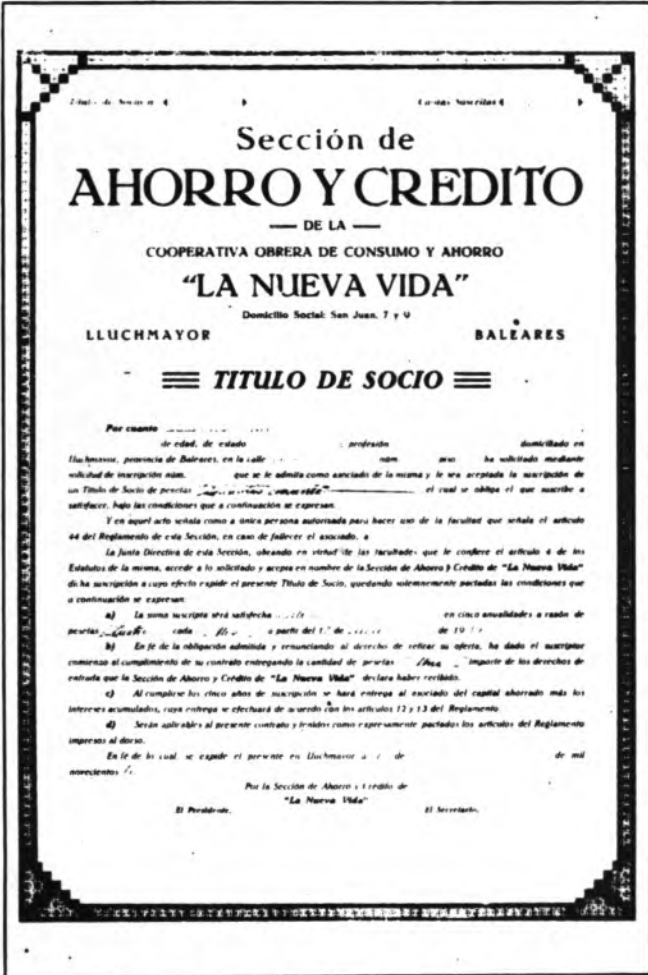 Título de Socio n.
Cuotas Suscritas
Sección de
AHORRO Y CREDITO
— DE LA —
COOPERATIVA OBRERA DE CONSUMO Y AHORRO
"LA NUEVA VIDA"
Domicilio Social: San Juan, 7 y 9
LLUCHMAYOR BALEARES
TITULO DE SOCIO
Por cuanto
de edad, de estado profesión domiciliado en
Lluchmayor, provincia de Baleares, en la calle núm. piso ha solicitado mediante
solicitud de inscripción núm. que se le admita como asociado de la misma y le sea aceptada la suscripción de
un Título de Socio de pesetas el cual se obliga el que suscribe a
satisfacer, bajo las condiciones que a continuación se expresan.
Y en aquel acto señala como a única persona autorizada para hacer uso de la facultad que señala el artículo
44 del Reglamento de esta Sección, en caso de fallecer el asociado, a
La Junta Directiva de esta Sección, obrando en virtud de las facultades que le confiere el artículo 4 de los
Estatutos de la misma, accede a lo solicitado y acepta en nombre de la Sección de Ahorro y Crédito de "La Nueva Vida"
dicha suscripción a cuyo efecto expide el presente Título de Socio, quedando solemnemente pactadas las condiciones que
a continuación se expresan:
a) La suma suscripta será satisfecha en cinco anualidades a razón de
pesetas cada a partir del 1.º de de 19
b) En fé de la obligación admitida y renunciando al derecho de retirar su oferta, ha dado el suscriptor
comienzo al cumplimiento de su contrato entregando la cantidad de pesetas importe de los derechos de
entrada que la Sección de Ahorro y Crédito de "La Nueva Vida" declara haber recibido.
c) Al cumplirse los cinco años de suscripción se hará entrega al asociado del capital ahorrado más los
intereses acumulados, cuya entrega se efectuará de acuerdo con los artículos 12 y 13 del Reglamento.
d) Serán aplicables al presente contrato y tenidos como expresamente pactados los artículos del Reglamento
impresos al dorso.
En fé de lo cual se expide el presente en Lluchmayor a de de mil
novecientos
Por la Sección de Ahorro y Crédito de
"La Nueva Vida"
El Presidente, El Secretario,